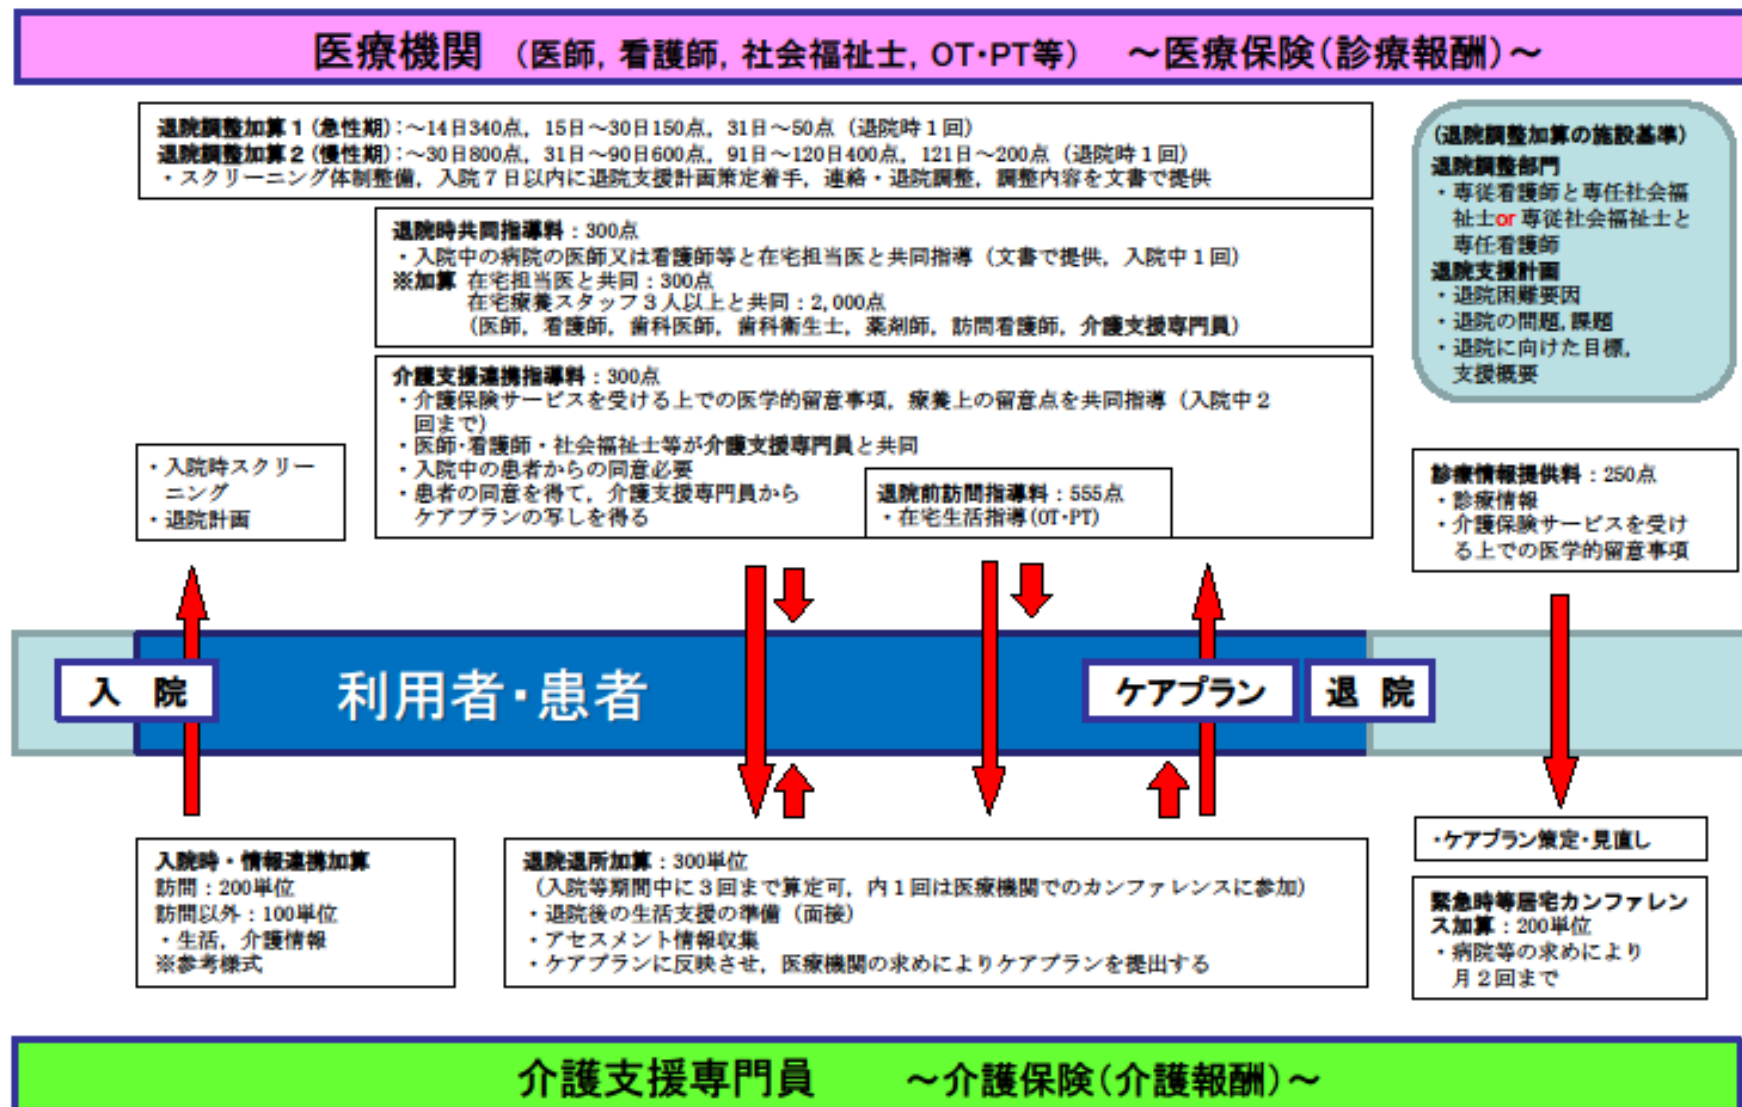 医療機関 (医師, 看護師, 社会福祉士, OT・PT等) ～医療保険(診療報酬)～
退院調整加算1(急性期):～14日340点, 15日～30日150点, 31日～50点(退院時1回)
退院調整加算2(慢性期):～30日800点, 31日～90日600点, 91日～120日400点, 121日～200点(退院時1回)
・スクリーニング体制整備, 入院7日以内に退院支援計画策定着手, 連絡・退院調整, 調整内容を文書で提供
(退院調整加算の施設基準)
退院調整部門
・専従看護師と専任社会福
祉士or専従社会福祉士と
専任看護師
退院支援計画
・退院困難要因
・退院の問題, 課題
・退院に向けた目標,
支援概要
退院時共同指導料:300点
・入院中の病院の医師又は看護師等と在宅担当医と共同指導(文書で提供, 入院中1回)
※加算 在宅担当医と共同:300点
在宅療養スタッフ3人以上と共同:2,000点
(医師, 看護師, 歯科医師, 歯科衛生士, 薬剤師, 訪問看護師, 介護支援専門員)
介護支援連携指導料:300点
・介護保険サービスを受ける上での医学的留意事項, 療養上の留意点を共同指導(入院中2
回まで)
・医師・看護師・社会福祉士等が介護支援専門員と共同
・入院中の患者からの同意必要
・患者の同意を得て, 介護支援専門員から
ケアプランの写しを得る
退院前訪問指導料:555点
・在宅生活指導(OT・PT)
・入院時スクリー
ニング
・退院計画
診療情報提供料:250点
・診療情報
・介護保険サービスを受け
る上での医学的留意事項
入 院
利用者・患者
ケアプラン
退 院
入院時・情報連携加算
訪問:200単位
訪問以外:100単位
・生活, 介護情報
※参考様式
退院退所加算:300単位
(入院等期間中に3回まで算定可, 内1回は医療機関でのカンファレンスに参加)
・退院後の生活支援の準備(面接)
・アセスメント情報収集
・ケアプランに反映させ, 医療機関の求めによりケアプランを提出する
・ケアプラン策定・見直し
緊急時等居宅カンファレン
ス加算:200単位
・病院等の求めにより
月2回まで
介護支援専門員 ～介護保険(介護報酬)～